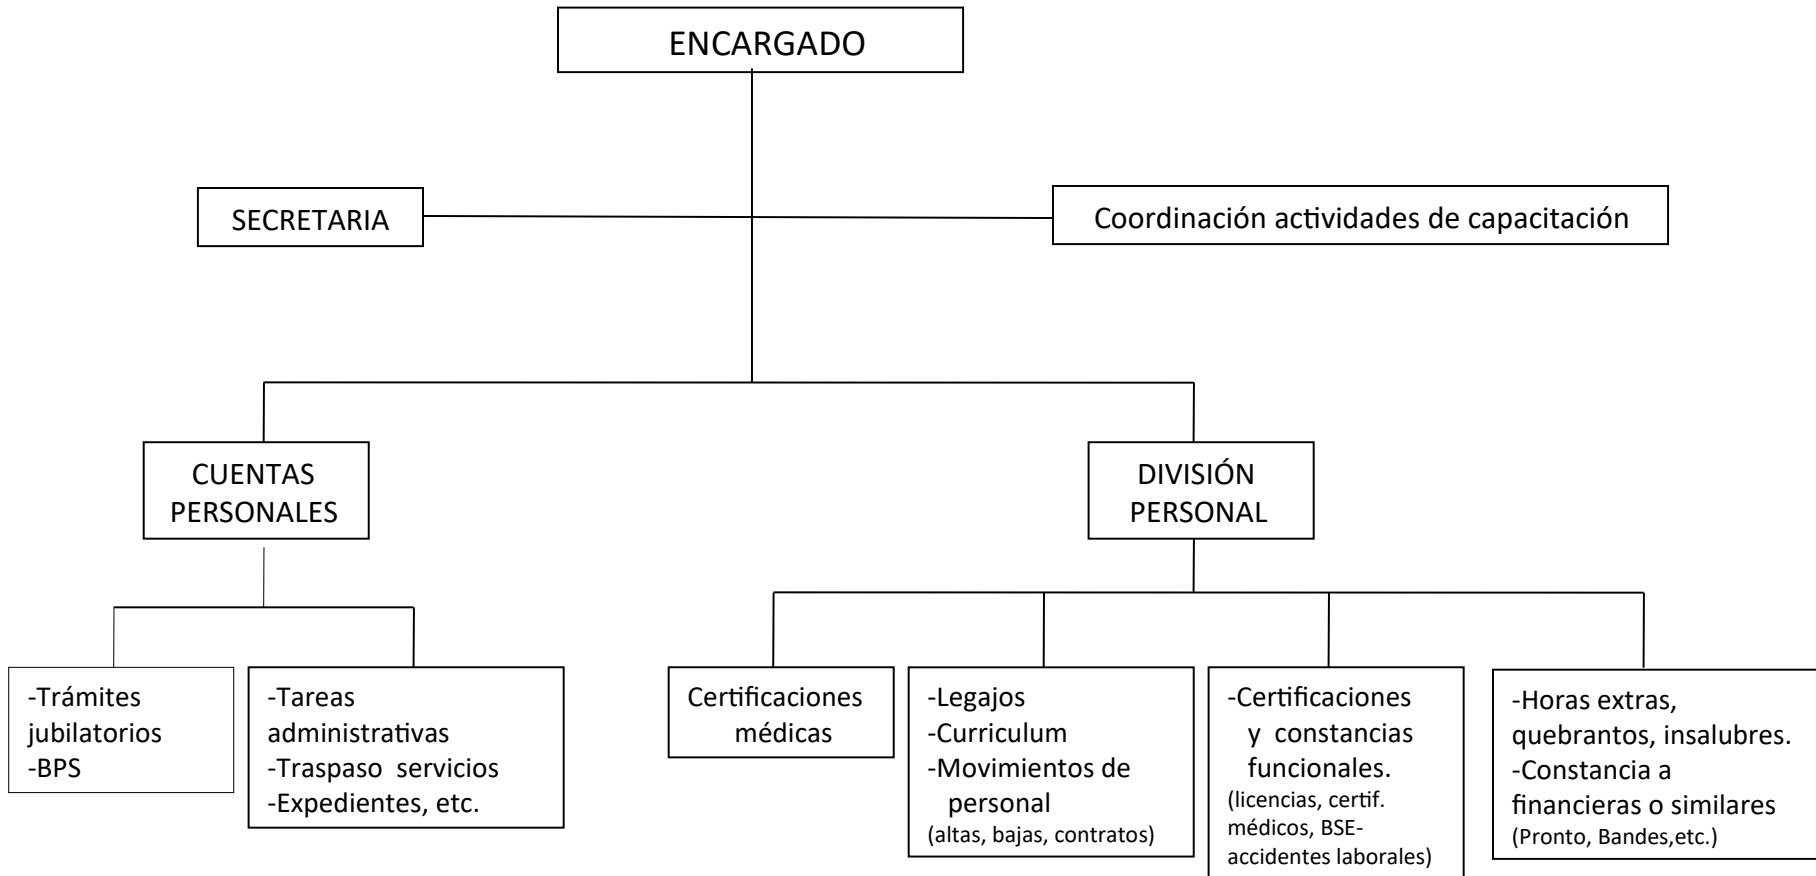 ENCARGADO
SECRETARIA
Coordinación actividades de capacitación
CUENTAS
PERSONALES
DIVISIÓN
PERSONAL
-Trámites
jubilatorios
-BPS
-Tareas
administrativas
-Traspaso servicios
-Expedientes, etc.
Certificaciones
médicas
-Legajos
-Curriculum
-Movimientos de
personal
(altas, bajas, contratos)
-Certificaciones
y constancias
funcionales.
(licencias, certif.
médicos, BSE-
accidentes laborales)
-Horas extras,
quebrantos, insalubres.
-Constancia a
financieras o similares
(Pronto, Bandes,etc.)